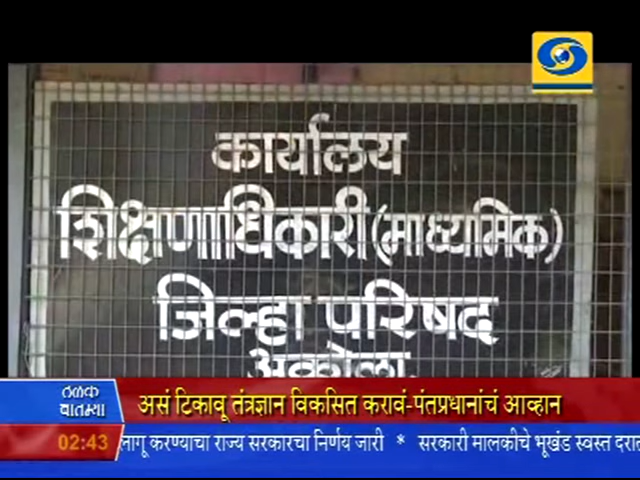 कार्यालय
शिक्षणाधिकारी (माध्यमिक)
जिल्हा परिषद
अकोला.
ठळक
बातम्या
असं टिकावू तंत्रज्ञान विकसित करावं-पंतप्रधानांचं आव्हान
02:43
लागू करण्याचा राज्य सरकारचा निर्णय जारी * सरकारी मालकीचे भूखंड स्वस्त दरात